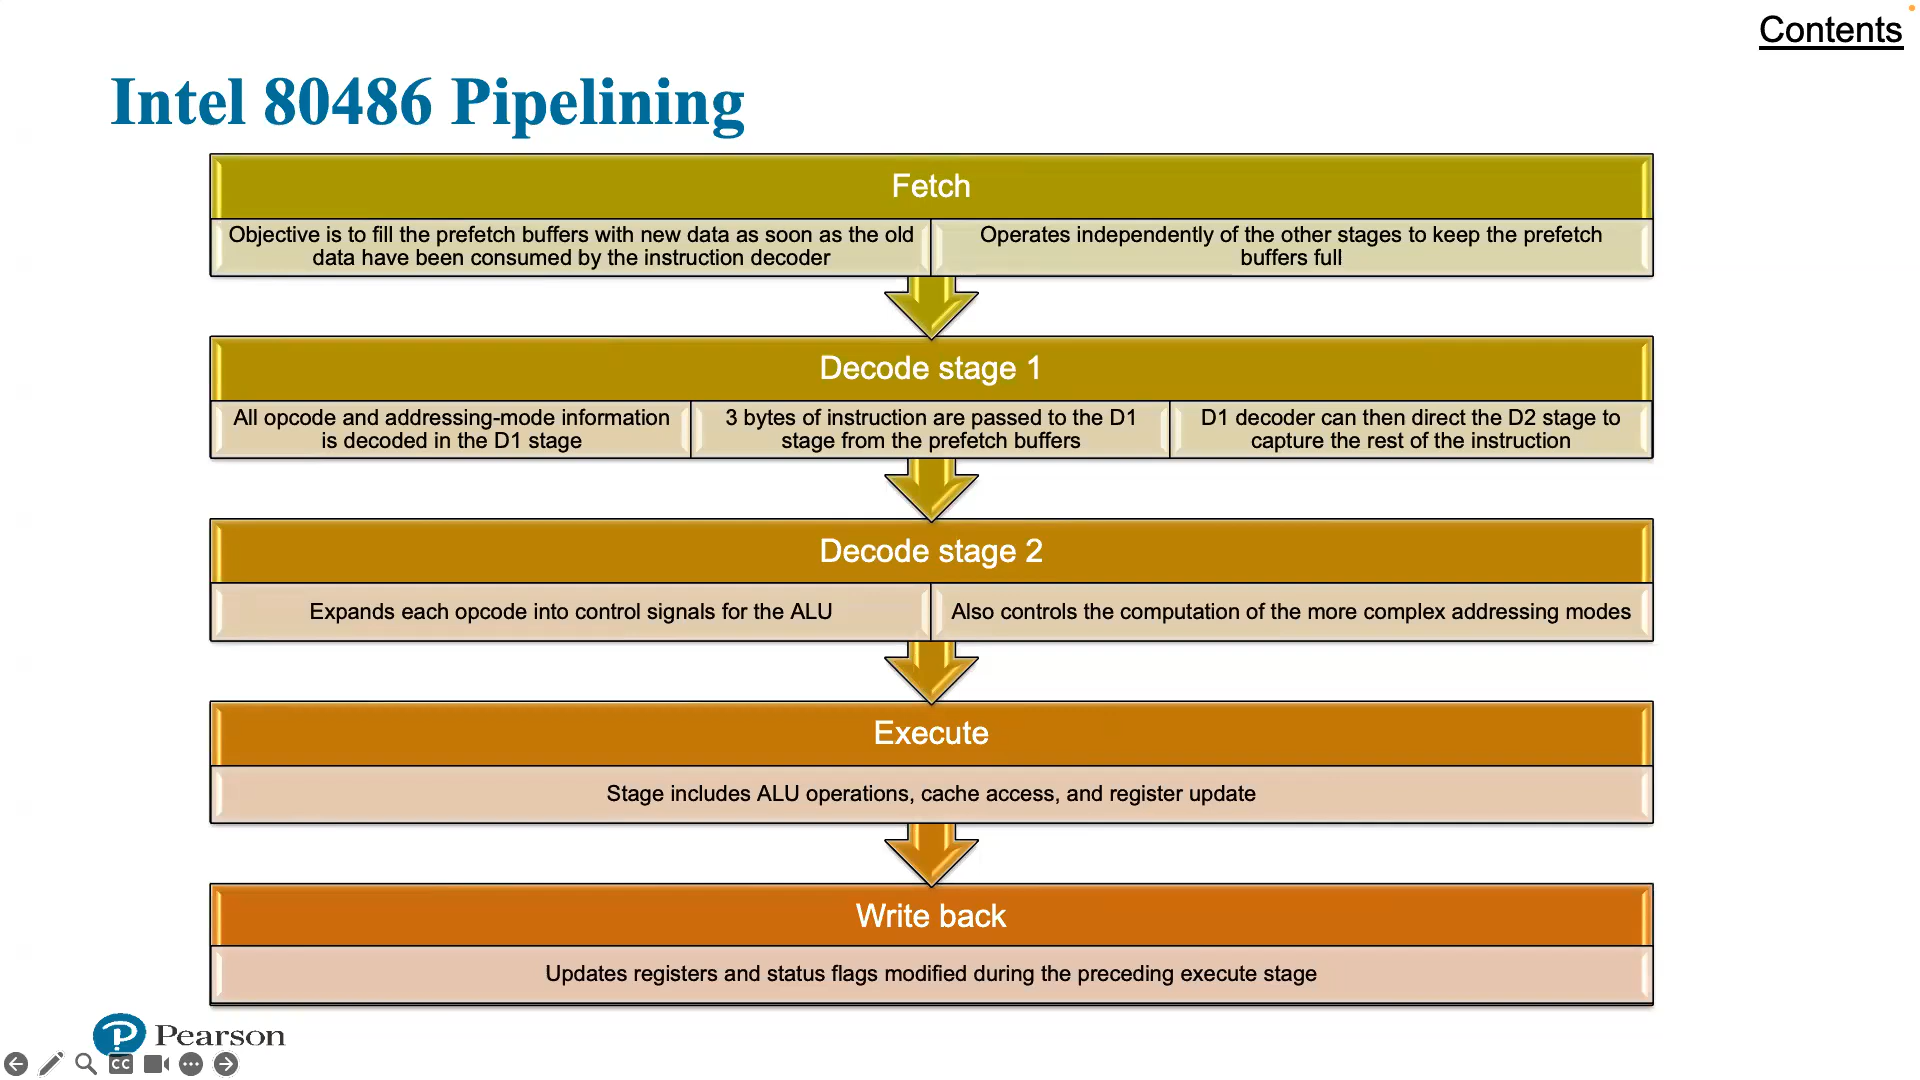 Contents
Intel 80486 Pipelining
Fetch
Objective is to fill the prefetch buffers with new data as soon as the old
data have been consumed by the instruction decoder
Operates independently of the other stages to keep the prefetch
buffers full
Decode stage 1
All opcode and addressing-mode information
is decoded in the D1 stage
3 bytes of instruction are passed to the D1
stage from the prefetch buffers
D1 decoder can then direct the D2 stage to
capture the rest of the instruction
Decode stage 2
Expands each opcode into control signals for the ALU
Also controls the computation of the more complex addressing modes
Execute
Stage includes ALU operations, cache access, and register update
Write back
Updates registers and status flags modified during the preceding execute stage
P Pearson
CC